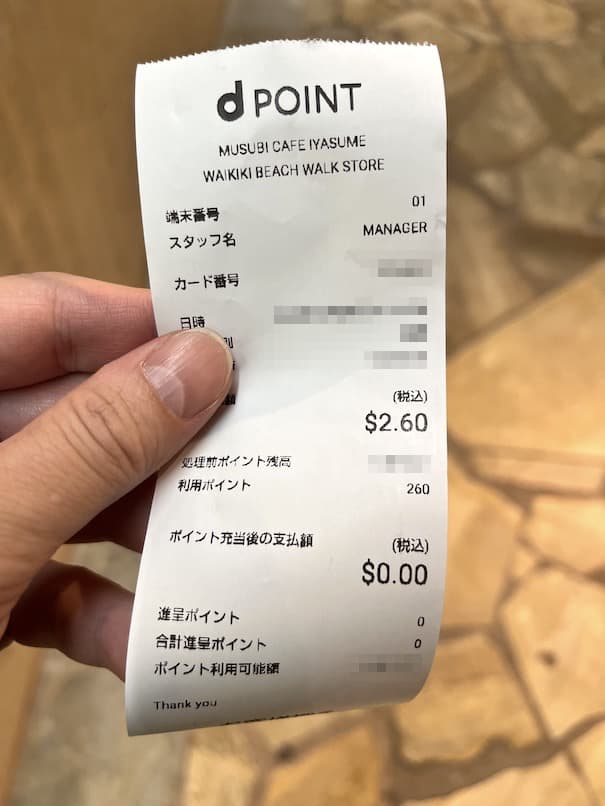 d POINT
MUSUBI CAFE IYASUME
WAIKIKI BEACH WALK STORE
端末番号 01
スタッフ名 MANAGER
カード番号
日時
別
額 (税込)
$2.60
処理前ポイント残高
利用ポイント 260
ポイント充当後の支払額 (税込)
$0.00
進呈ポイント 0
合計進呈ポイント 0
ポイント利用可能額
Thank you